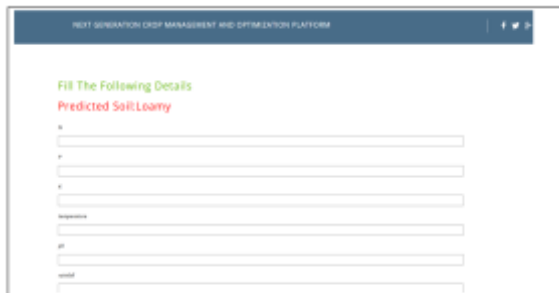 NEXT GENERATION CROP MANAGEMENT AND OPTIMIZATION PLATFORM
Fill The Following Details
Predicted Soil:Loamy
N
P
K
temperature
pH
rainfall